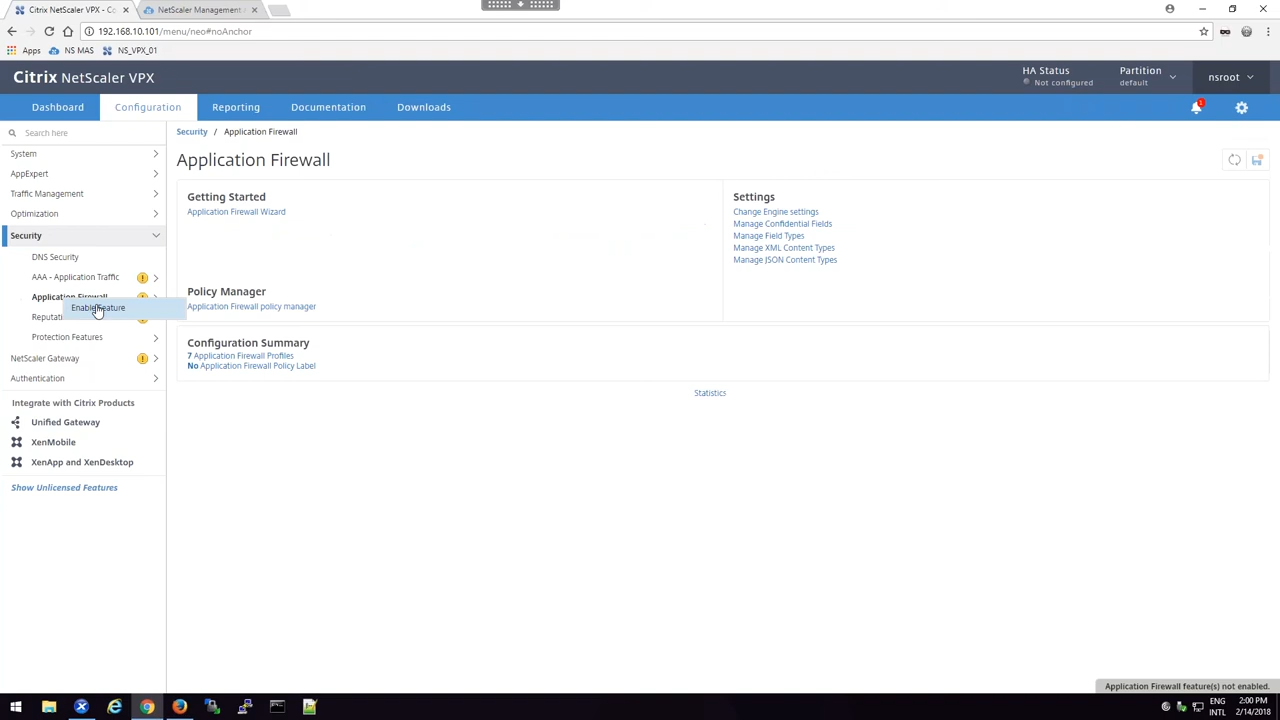 Citrix NetScaler VPX - Co
NetScaler Management
192.168.10.101/menu/neo#noAnchor
Apps
NS MAS
NS_VPX_01
Citrix NetScaler VPX
HA Status
Not configured
Partition
default
nsroot
Dashboard
Configuration
Reporting
Documentation
Downloads
1
Search here
System
AppExpert
Traffic Management
Optimization
Security
DNS Security
AAA - Application Traffic
Application Firewall
Enable Feature
Protection Features
NetScaler Gateway
Authentication
Integrate with Citrix Products
Unified Gateway
XenMobile
XenApp and XenDesktop
Show Unlicensed Features
Security / Application Firewall
Application Firewall
Getting Started
Application Firewall Wizard
Policy Manager
Application Firewall policy manager
Settings
Change Engine settings
Manage Confidential Fields
Manage Field Types
Manage XML Content Types
Manage JSON Content Types
Configuration Summary
7 Application Firewall Profiles
No Application Firewall Policy Label
Statistics
Application Firewall feature(s) not enabled.
ENG
INTL
2:00 PM
2/14/2018